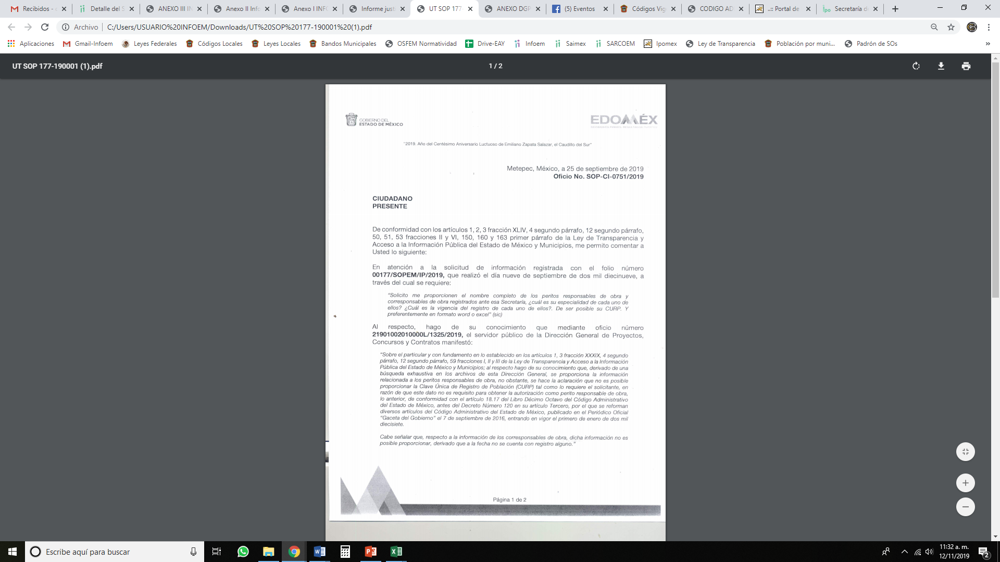 Recibidos - c
Detalle del S
ANEXO III IN
Anexo II Info
Anexo I INFO
Informe just
UT SOP 177-
ANEXO DGP
(5) Eventos
Códigos Vig
CODIGO AD
..:: Portal de
Secretaría d
Archivo
C:/Users/USUARIO%20INFOEM/Downloads/UT%20SOP%20177-190001%20(1).pdf
Aplicaciones
Gmail-Infoem
Leyes Federales
Códigos Locales
Leyes Locales
Bandos Municipales
OSFEM Normatividad
Drive-EAY
Infoem
Saimex
SARCOEM
Ipomex
Ley de Transparencia
Población por muni...
Padrón de SOs
»
UT SOP 177-190001 (1).pdf
1 / 2
GOBIERNO DEL
ESTADO DE MÉXICO
EDOMÉX
"2019. Año del Centésimo Aniversario Luctuoso de Emiliano Zapata Salazar, el Caudillo del Sur"
Metepec, México, a 25 de septiembre de 2019
Oficio No. SOP-CI-0751/2019
CIUDADANO
PRESENTE
De conformidad con los artículos 1, 2, 3 fracción XLIV, 4 segundo párrafo, 12 segundo párrafo,
50, 51, 53 fracciones II y VI, 150, 160 y 163 primer párrafo de la Ley de Transparencia y
Acceso a la Información Pública del Estado de México y Municipios, me permito comentar a
Usted lo siguiente:
En atención a la solicitud de información registrada con el folio número
00177/SOPEM/IP/2019, que realizó el día nueve de septiembre de dos mil diecinueve, a
través del cual se requiere:
"Solicito me proporcionen el nombre completo de los peritos responsables de obra y
corresponsables de obra registrados ante esa Secretaría, ¿cuál es su especialidad de cada uno de
ellos? ¿Cuál es la vigencia del registro de cada uno de ellos?. De ser posible su CURP. Y
preferentemente en formato word o excel" (sic)
Al respecto, hago de su conocimiento que mediante oficio número
21901002010000L/1325/2019, el servidor público de la Dirección General de Proyectos,
Concursos y Contratos manifestó:
"Sobre el particular y con fundamento en lo establecido en los artículos 1, 3 fracción XXXIX, 4 segundo
párrafo, 12 segundo párrafo, 59 fracciones I, II y III de la Ley de Transparencia y Acceso a la Información
Pública del Estado de México y Municipios; al respecto hago de su conocimiento que, derivado de una
búsqueda exhaustiva en los archivos de esta Dirección General, se proporciona la información
relacionada a los peritos responsables de obra, no obstante, se hace la aclaración que no es posible
proporcionar la Clave Única de Registro de Población (CURP) tal como lo requiere el solicitante, en
razón de que este dato no es requisito para obtener la autorización como perito responsable de obra,
lo anterior, de conformidad con el artículo 18.17 del Libro Décimo Octavo del Código Administrativo
del Estado de México, antes del Decreto Número 120 en su artículo Tercero, por el que se reforman
diversos artículos del Código Administrativo del Estado de México, publicado en el Periódico Oficial
"Gaceta del Gobierno" el 7 de septiembre de 2016, entrando en vigor el primero de enero de dos mil
diecisiete.
Cabe señalar que, respecto a la información de los corresponsables de obra, dicha información no es
posible proporcionar, derivado que a la fecha no se cuenta con registro alguno."
Página 1 de 2
Escribe aquí para buscar
11:32 a. m.
12/11/2019
2